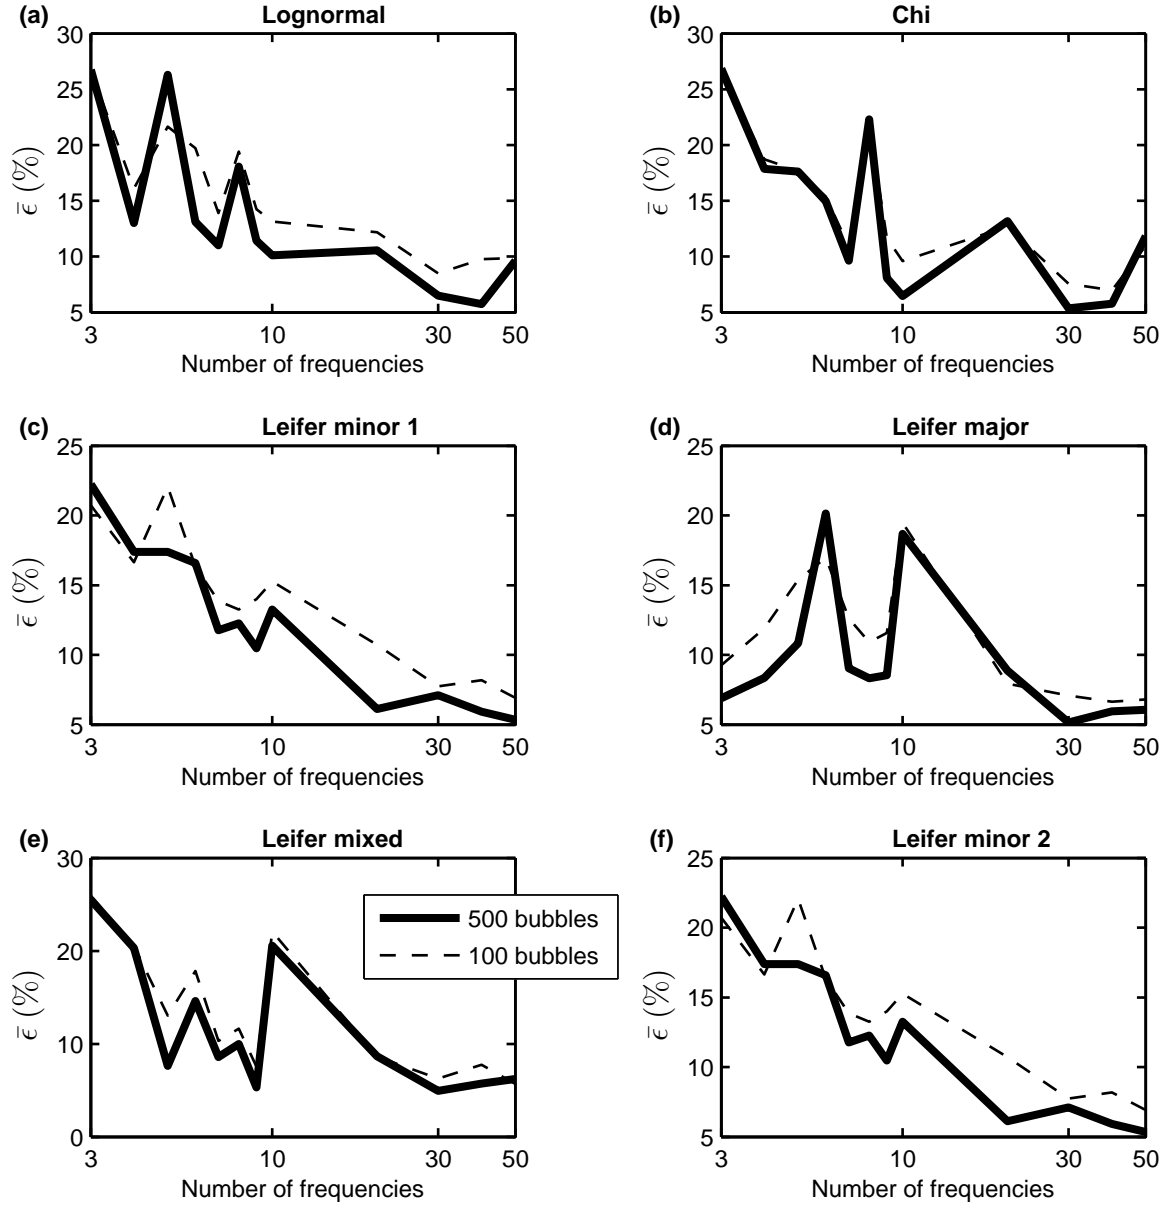 (a) Lognormal
30
25
20
15
10
5
ϵ̄ (%)
3 10 30 50
Number of frequencies
(b) Chi
30
25
20
15
10
5
ϵ̄ (%)
3 10 30 50
Number of frequencies
(c) Leifer minor 1
25
20
15
10
5
ϵ̄ (%)
3 10 30 50
Number of frequencies
(d) Leifer major
25
20
15
10
5
ϵ̄ (%)
3 10 30 50
Number of frequencies
(e) Leifer mixed
30
20
10
0
ϵ̄ (%)
500 bubbles
100 bubbles
3 10 30 50
Number of frequencies
(f) Leifer minor 2
25
20
15
10
5
ϵ̄ (%)
3 10 30 50
Number of frequencies